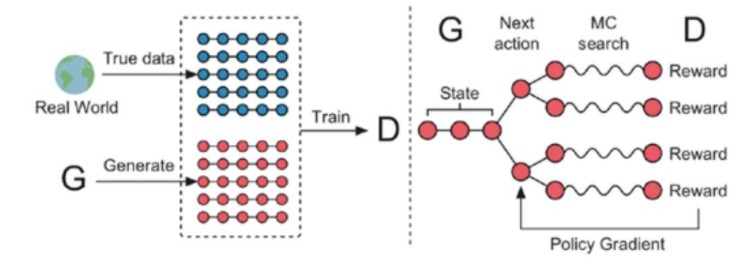 True data
Real World
G
Generate
Train
D
G
Next
action
MC
search
D
State
Reward
Reward
Reward
Reward
Policy Gradient